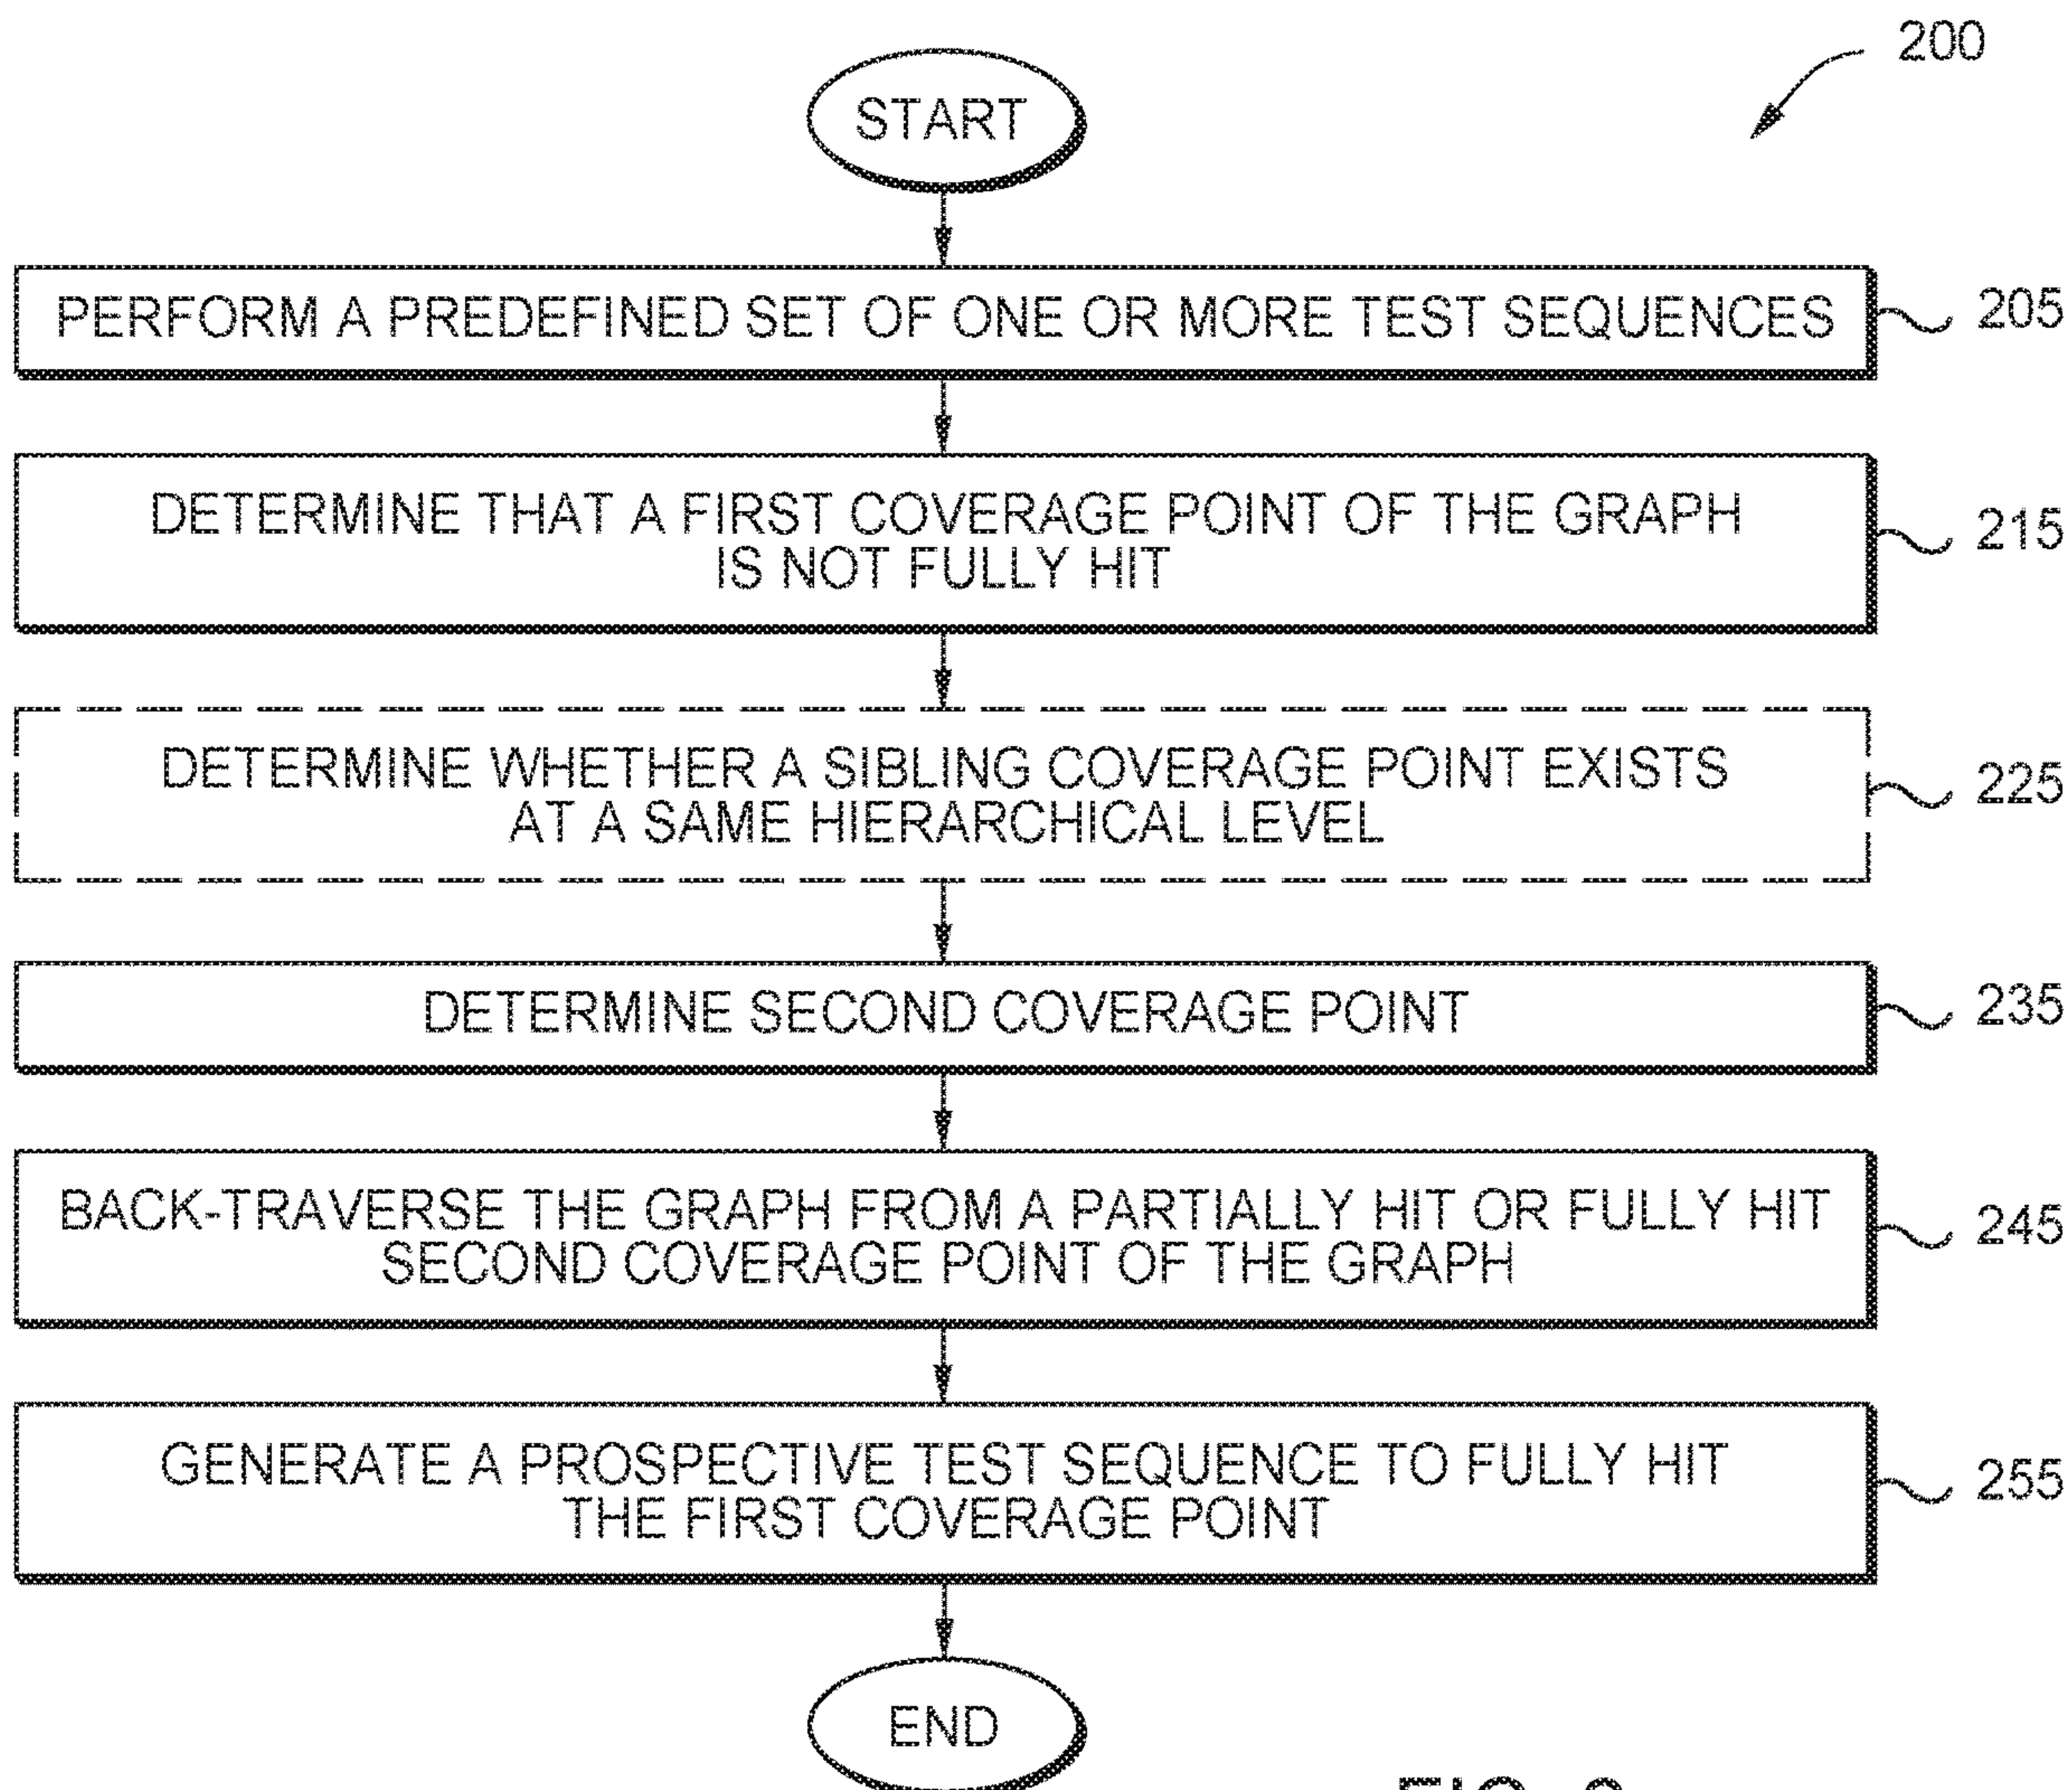 200
START
PERFORM A PREDEFINED SET OF ONE OR MORE TEST SEQUENCES
205
DETERMINE THAT A FIRST COVERAGE POINT OF THE GRAPH
IS NOT FULLY HIT
215
DETERMINE WHETHER A SIBLING COVERAGE POINT EXISTS
AT A SAME HIERARCHICAL LEVEL
225
DETERMINE SECOND COVERAGE POINT
235
BACK-TRAVERSE THE GRAPH FROM A PARTIALLY HIT OR FULLY HIT
SECOND COVERAGE POINT OF THE GRAPH
245
GENERATE A PROSPECTIVE TEST SEQUENCE TO FULLY HIT
THE FIRST COVERAGE POINT
255
END